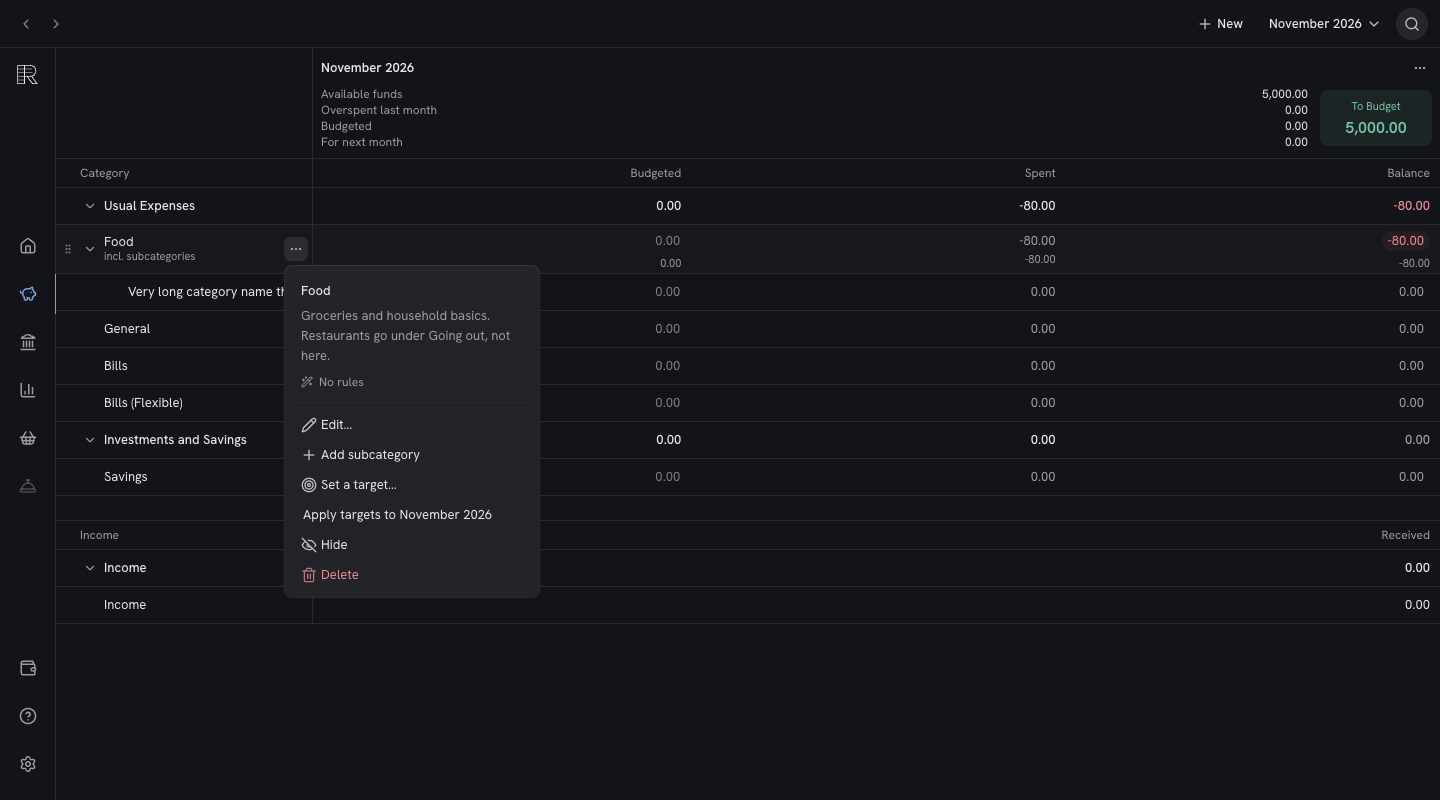 New
November 2026
November 2026
Available funds 5,000.00
Overspent last month 0.00
Budgeted 0.00
For next month 0.00
To Budget
5,000.00
Category Budgeted Spent Balance
Usual Expenses 0.00 -80.00 -80.00
Food 0.00 -80.00 -80.00
incl. subcategories 0.00 -80.00 -80.00
Very long category name th 0.00 0.00 0.00
General 0.00 0.00 0.00
Bills 0.00 0.00 0.00
Bills (Flexible) 0.00 0.00 0.00
Investments and Savings 0.00 0.00 0.00
Savings 0.00 0.00 0.00
Income Received
Income 0.00
Income 0.00
Food
Groceries and household basics.
Restaurants go under Going out, not
here.
No rules
Edit...
Add subcategory
Set a target...
Apply targets to November 2026
Hide
Delete